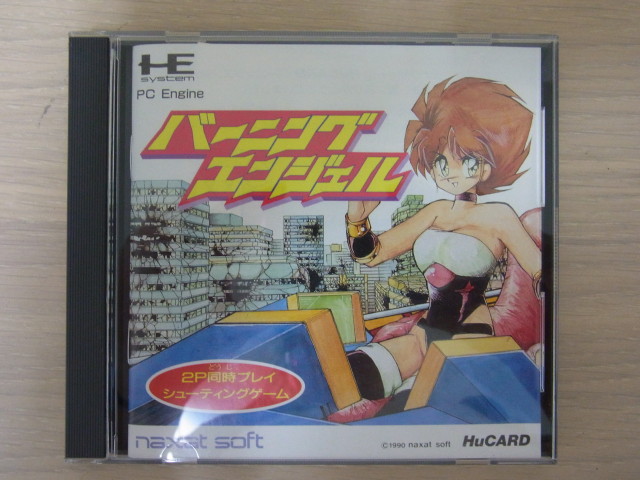 HE
system
PC Engine
バーニング
エンジェル
2P同時プレイ
シューティングゲーム
naxat soft
©1990 naxat soft
HuCARD